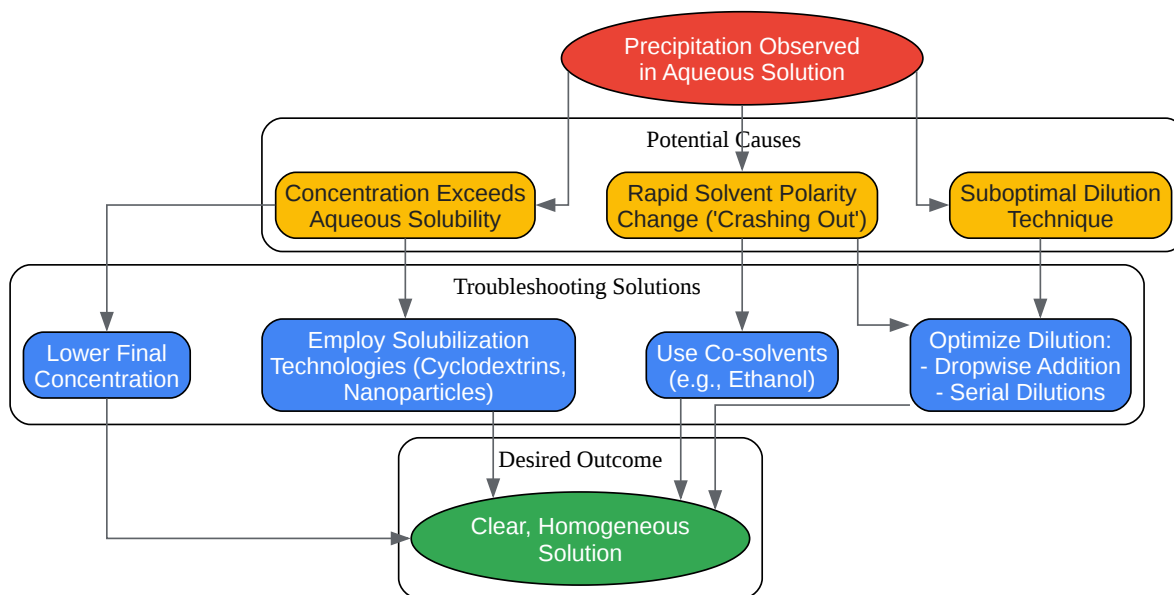 Precipitation Observed
in Aqueous Solution
Potential Causes
Concentration Exceeds
Aqueous Solubility
Rapid Solvent Polarity
Change ('Crashing Out')
Suboptimal Dilution
Technique
Troubleshooting Solutions
Lower Final
Concentration
Employ Solubilization
Technologies (Cyclodextrins,
Nanoparticles)
Use Co-solvents
(e.g., Ethanol)
Optimize Dilution:
- Dropwise Addition
- Serial Dilutions
Desired Outcome
Clear, Homogeneous
Solution